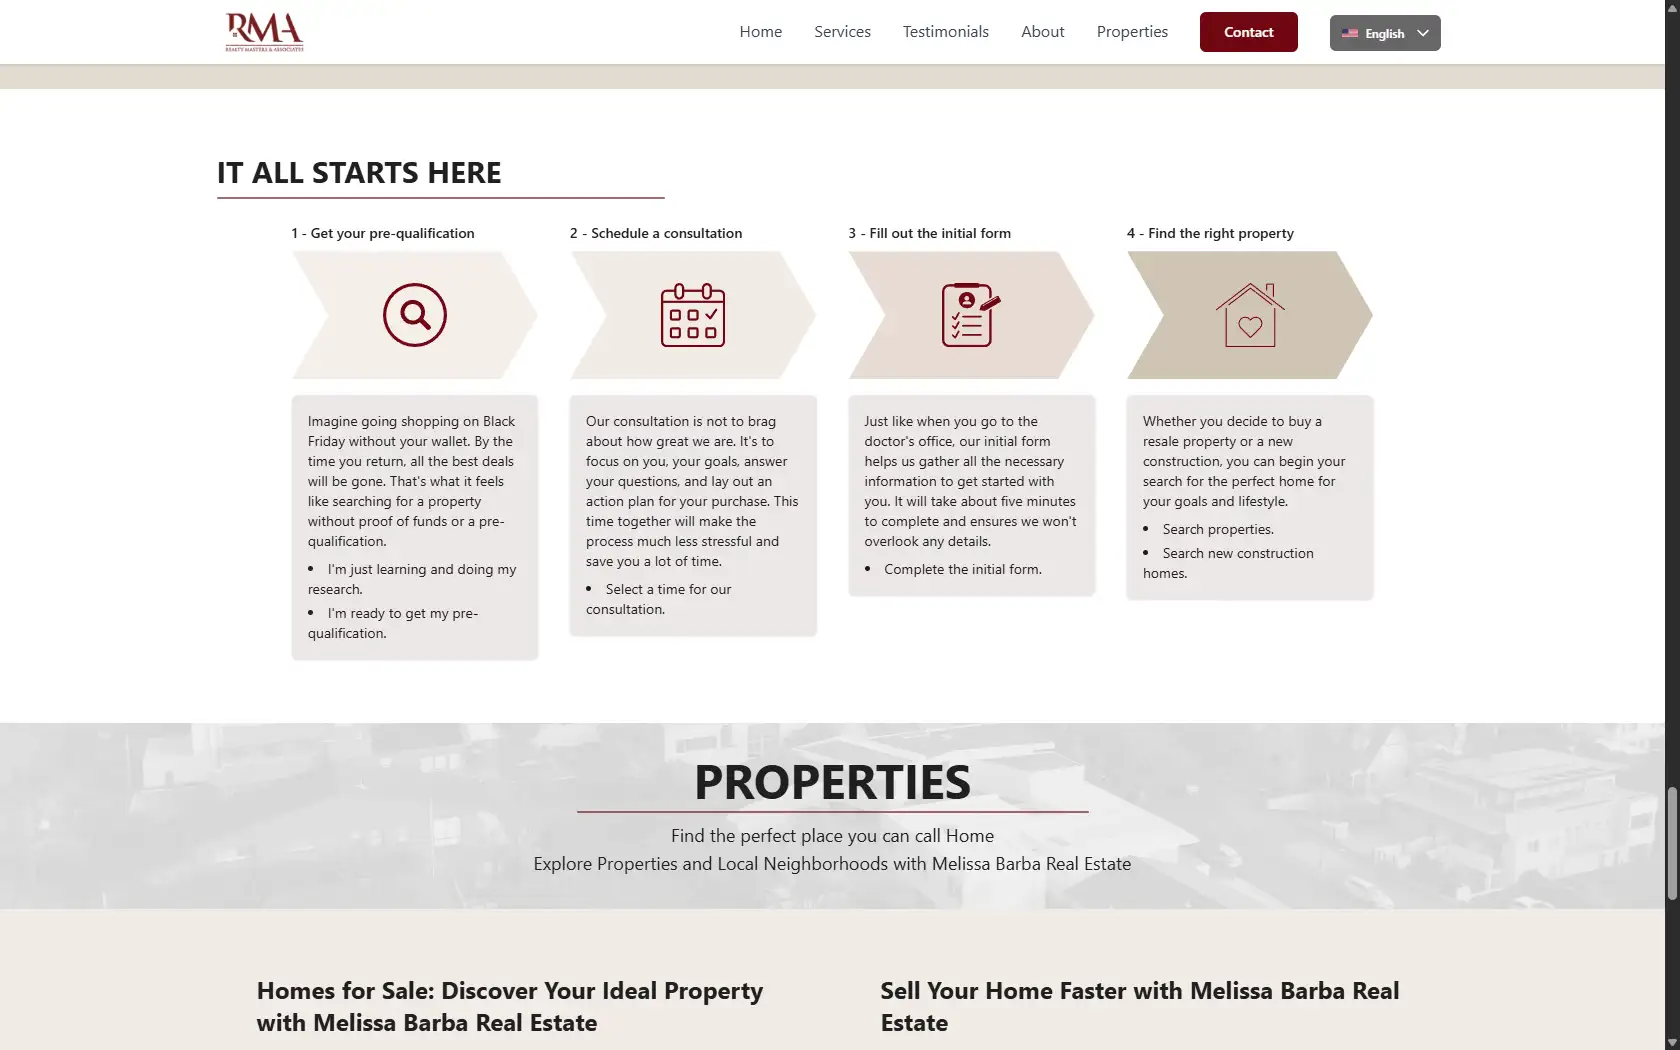 RMA
REALTY MASTERS & ASSOCIATES
Home
Services
Testimonials
About
Properties
Contact
English
IT ALL STARTS HERE
1 - Get your pre-qualification
Imagine going shopping on Black
Friday without your wallet. By the
time you return, all the best deals
will be gone. That's what it feels
like searching for a property
without proof of funds or a pre-
qualification.
• I'm just learning and doing my
research.
• I'm ready to get my pre-
qualification.
2 - Schedule a consultation
Our consultation is not to brag
about how great we are. It's to
focus on you, your goals, answer
your questions, and lay out an
action plan for your purchase. This
time together will make the
process much less stressful and
save you a lot of time.
• Select a time for our
consultation.
3 - Fill out the initial form
Just like when you go to the
doctor's office, our initial form
helps us gather all the necessary
information to get started with
you. It will take about five minutes
to complete and ensures we won't
overlook any details.
• Complete the initial form.
4 - Find the right property
Whether you decide to buy a
resale property or a new
construction, you can begin your
search for the perfect home for
your goals and lifestyle.
• Search properties.
• Search new construction
homes.
PROPERTIES
Find the perfect place you can call Home
Explore Properties and Local Neighborhoods with Melissa Barba Real Estate
Homes for Sale: Discover Your Ideal Property
with Melissa Barba Real Estate
Sell Your Home Faster with Melissa Barba Real
Estate